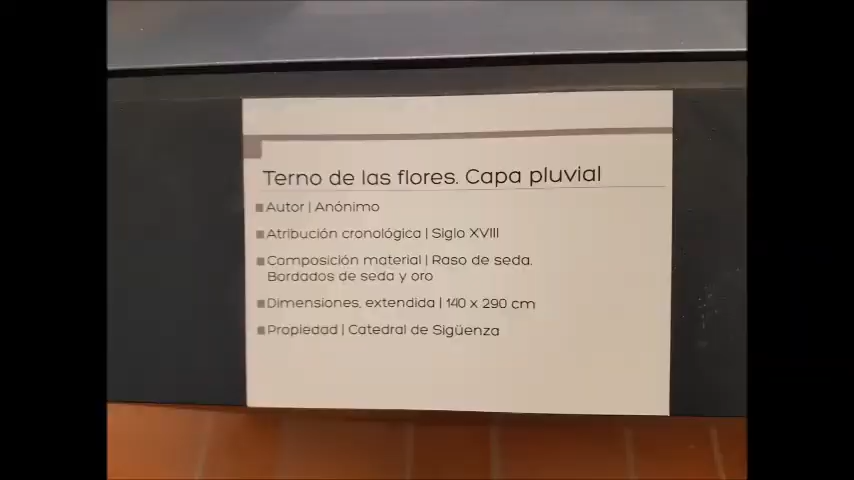 Terno de las flores. Capa pluvial
Autor | Anónimo
Atribución cronológica | Siglo XVIII
Composición material | Raso de seda.
Bordados de seda y oro
Dimensiones, extendida | 140 x 290 cm
Propiedad | Catedral de Sigüenza